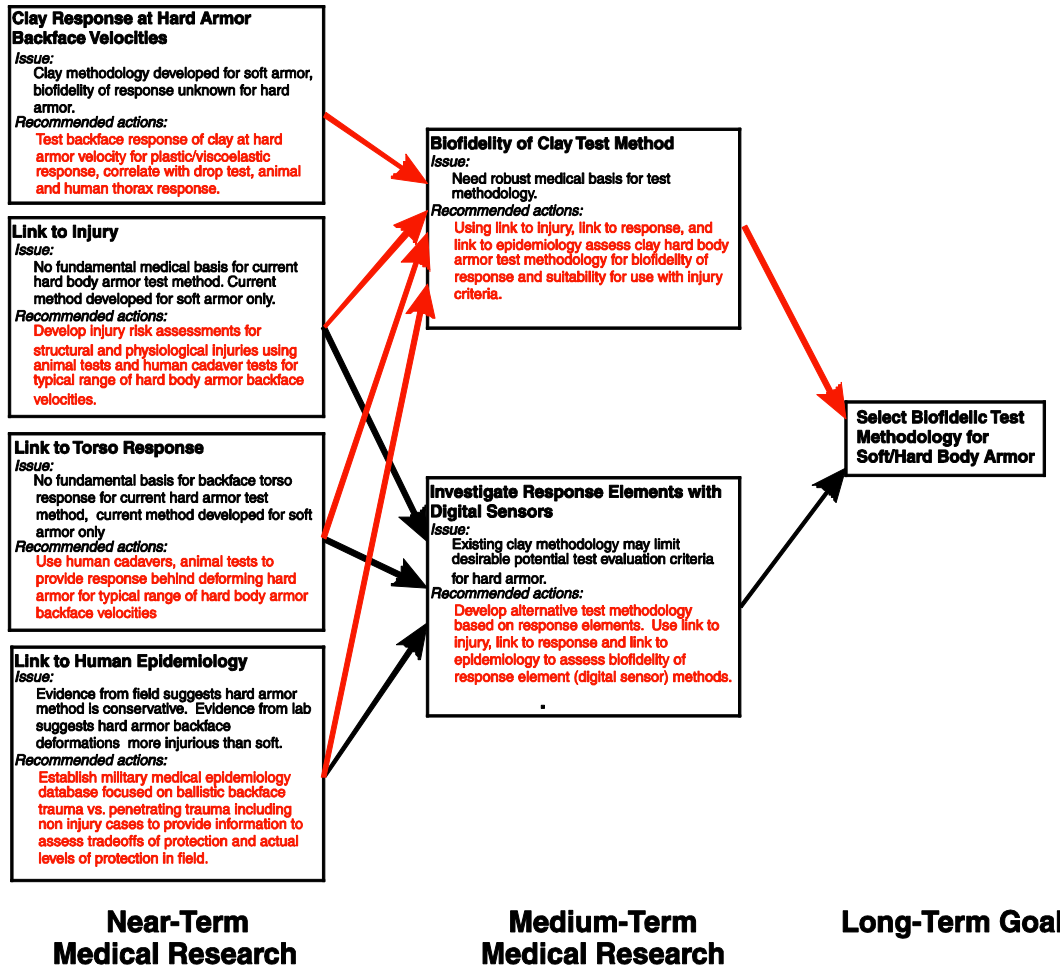 Clay Response at Hard Armor
Backface Velocities
Issue:
Clay methodology developed for soft armor,
biofidelity of response unknown for hard
armor.
Recommended actions:
Test backface response of clay at hard
armor velocity for plastic/viscoelastic
response, correlate with drop test, animal
and human thorax response.
Link to Injury
Issue:
No fundamental medical basis for current
hard body armor test method. Current
method developed for soft armor only.
Recommended actions:
Develop injury risk assessments for
structural and physiological injuries using
animal tests and human cadaver tests for
typical range of hard body armor backface
velocities.
Link to Torso Response
Issue:
No fundamental basis for backface torso
response for current hard armor test
method, current method developed for soft
armor only
Recommended actions:
Use human cadavers, animal tests to
provide response behind deforming hard
armor for typical range of hard body armor
backface velocities
Link to Human Epidemiology
Issue:
Evidence from field suggests hard armor
method is conservative. Evidence from lab
suggests hard armor backface
deformations more injurious than soft.
Recommended actions:
Establish military medical epidemiology
database focused on ballistic backface
trauma vs. penetrating trauma including
non injury cases to provide information to
assess tradeoffs of protection and actual
levels of protection in field.
Near-Term
Medical Research
Biofidelity of Clay Test Method
Issue:
Need robust medical basis for test
methodology.
Recommended actions:
Using link to injury, link to response, and
link to epidemiology assess clay hard body
armor test methodology for biofidelity of
response and suitability for use with injury
criteria.
Investigate Response Elements with
Digital Sensors
Issue:
Existing clay methodology may limit
desirable potential test evaluation criteria
for hard armor.
Recommended actions:
Develop alternative test methodology
based on response elements. Use link to
injury, link to response and link to
epidemiology to assess biofidelity of
response element (digital sensor) methods.
.
Medium-Term
Medical Research
Select Biofidelic Test
Methodology for
Soft/Hard Body Armor
Long-Term Goal